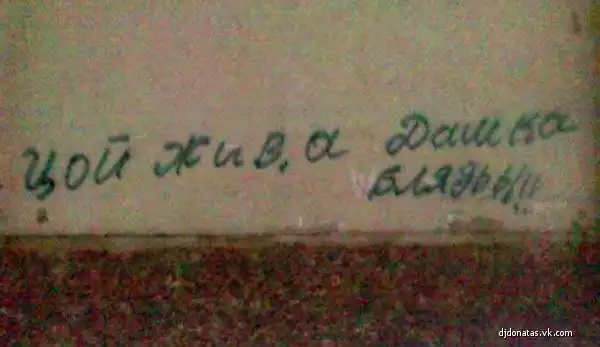 Цой жив, а Дашка
блядь!!!
djdonatas.vk.com